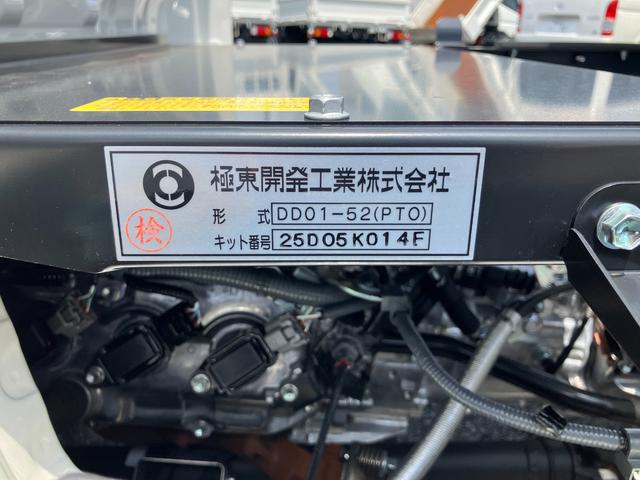 極東開発工業株式会社
形 式 DD01-52(PTO)
検 キット番号 25D05K014E